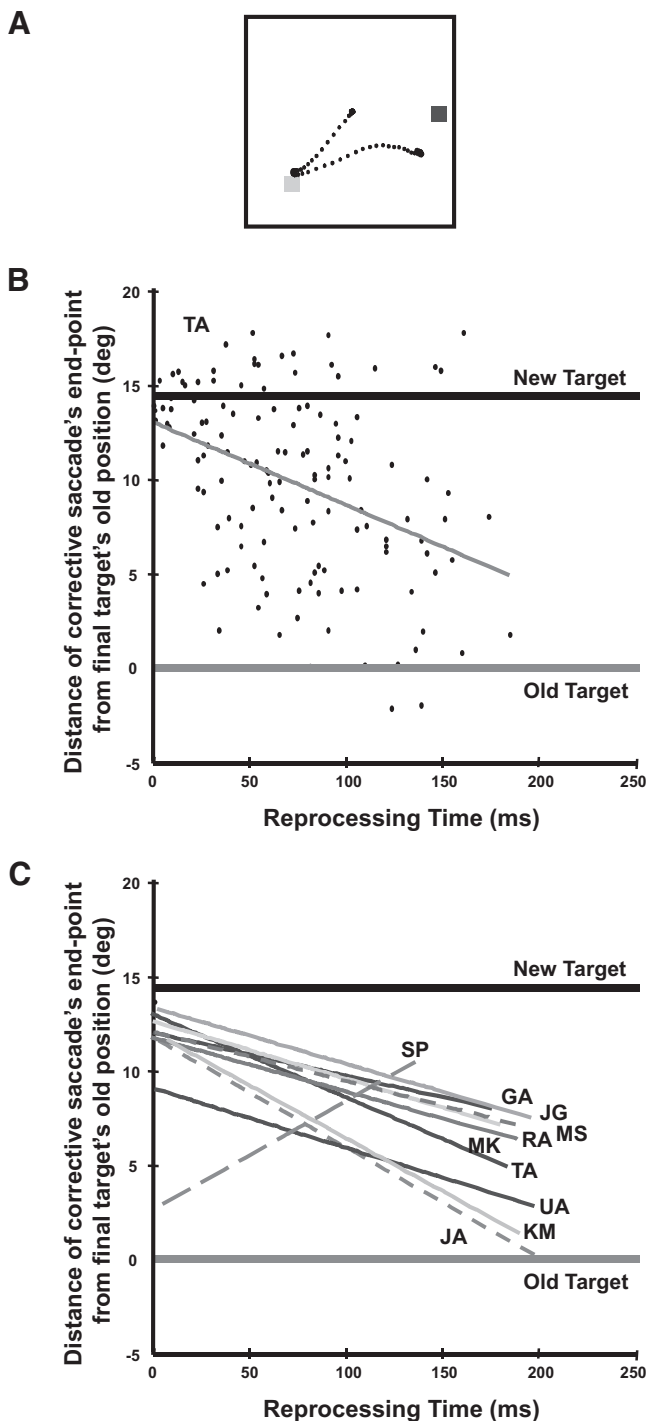 A
B
Distance of corrective saccade's end-point
from final target's old position (deg)
20
15
10
5
0
-5
TA
New Target
Old Target
0
50
100
150
200
250
Reprocessing Time (ms)
C
Distance of corrective saccade's end-point
from final target's old position (deg)
20
15
10
5
0
-5
New Target
SP
GA
JG
MS
RA
MK
TA
UA
KM
JA
Old Target
0
50
100
150
200
250
Reprocessing Time (ms)